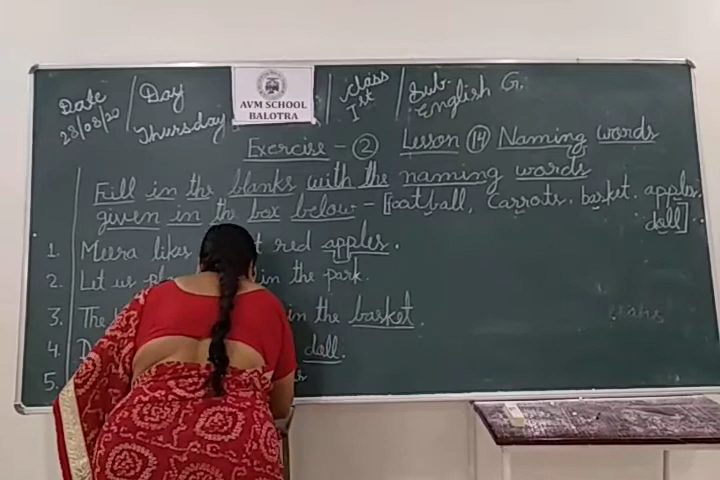 Date
28/08/20
Day
Thursday
AVM SCHOOL
BALOTRA
Class
Ist
Sub-
English G.
Exercise - 2 Lesson 14 Naming words
Fill in the blanks with the naming words
given in the box below - [football, carrots, basket, apples,
doll].
1. Meera likes red apples.
2. Let us in the park.
3. The in the basket.
4. doll.
5.